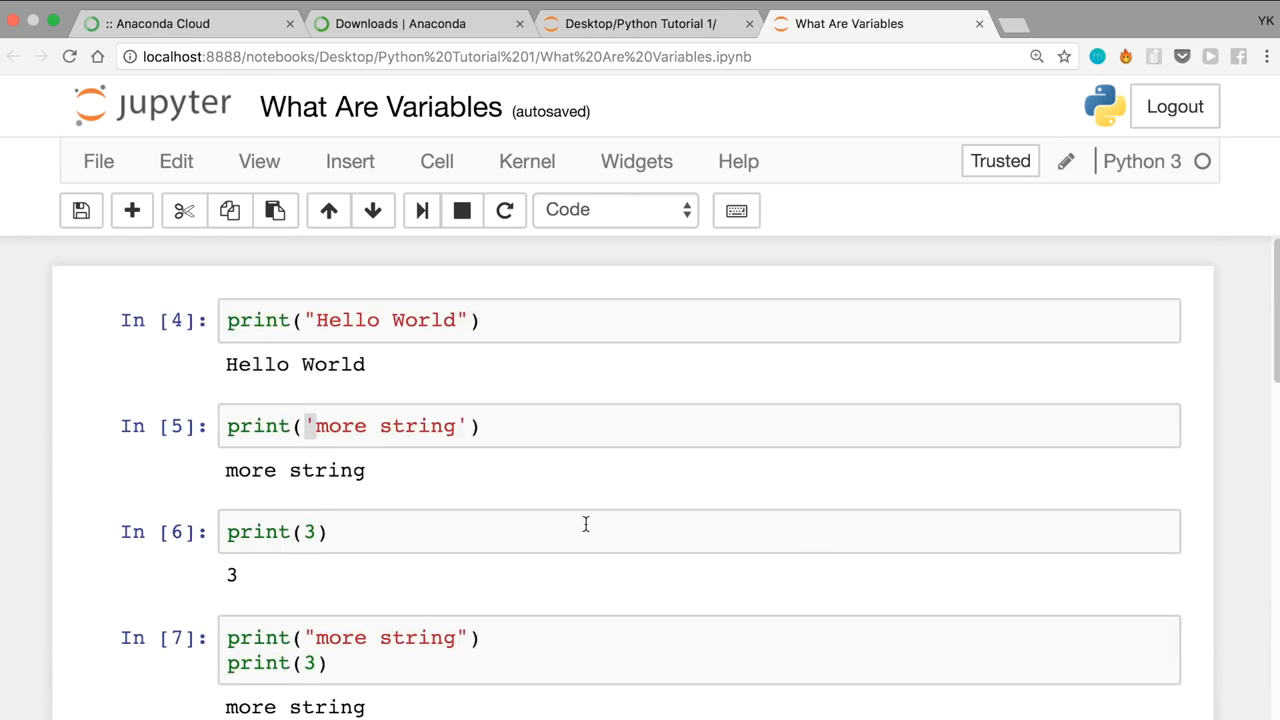 :: Anaconda Cloud × Downloads | Anaconda × Desktop/Python Tutorial 1/ × What Are Variables × YK
localhost:8888/notebooks/Desktop/Python%20Tutorial%201/What%20Are%20Variables.ipynb
jupyter What Are Variables (autosaved) Logout
File Edit View Insert Cell Kernel Widgets Help Trusted Python 3
Code
In [4]: print("Hello World")
Hello World
In [5]: print('more string')
more string
In [6]: print(3)
3
In [7]: print("more string")
print(3)
more string